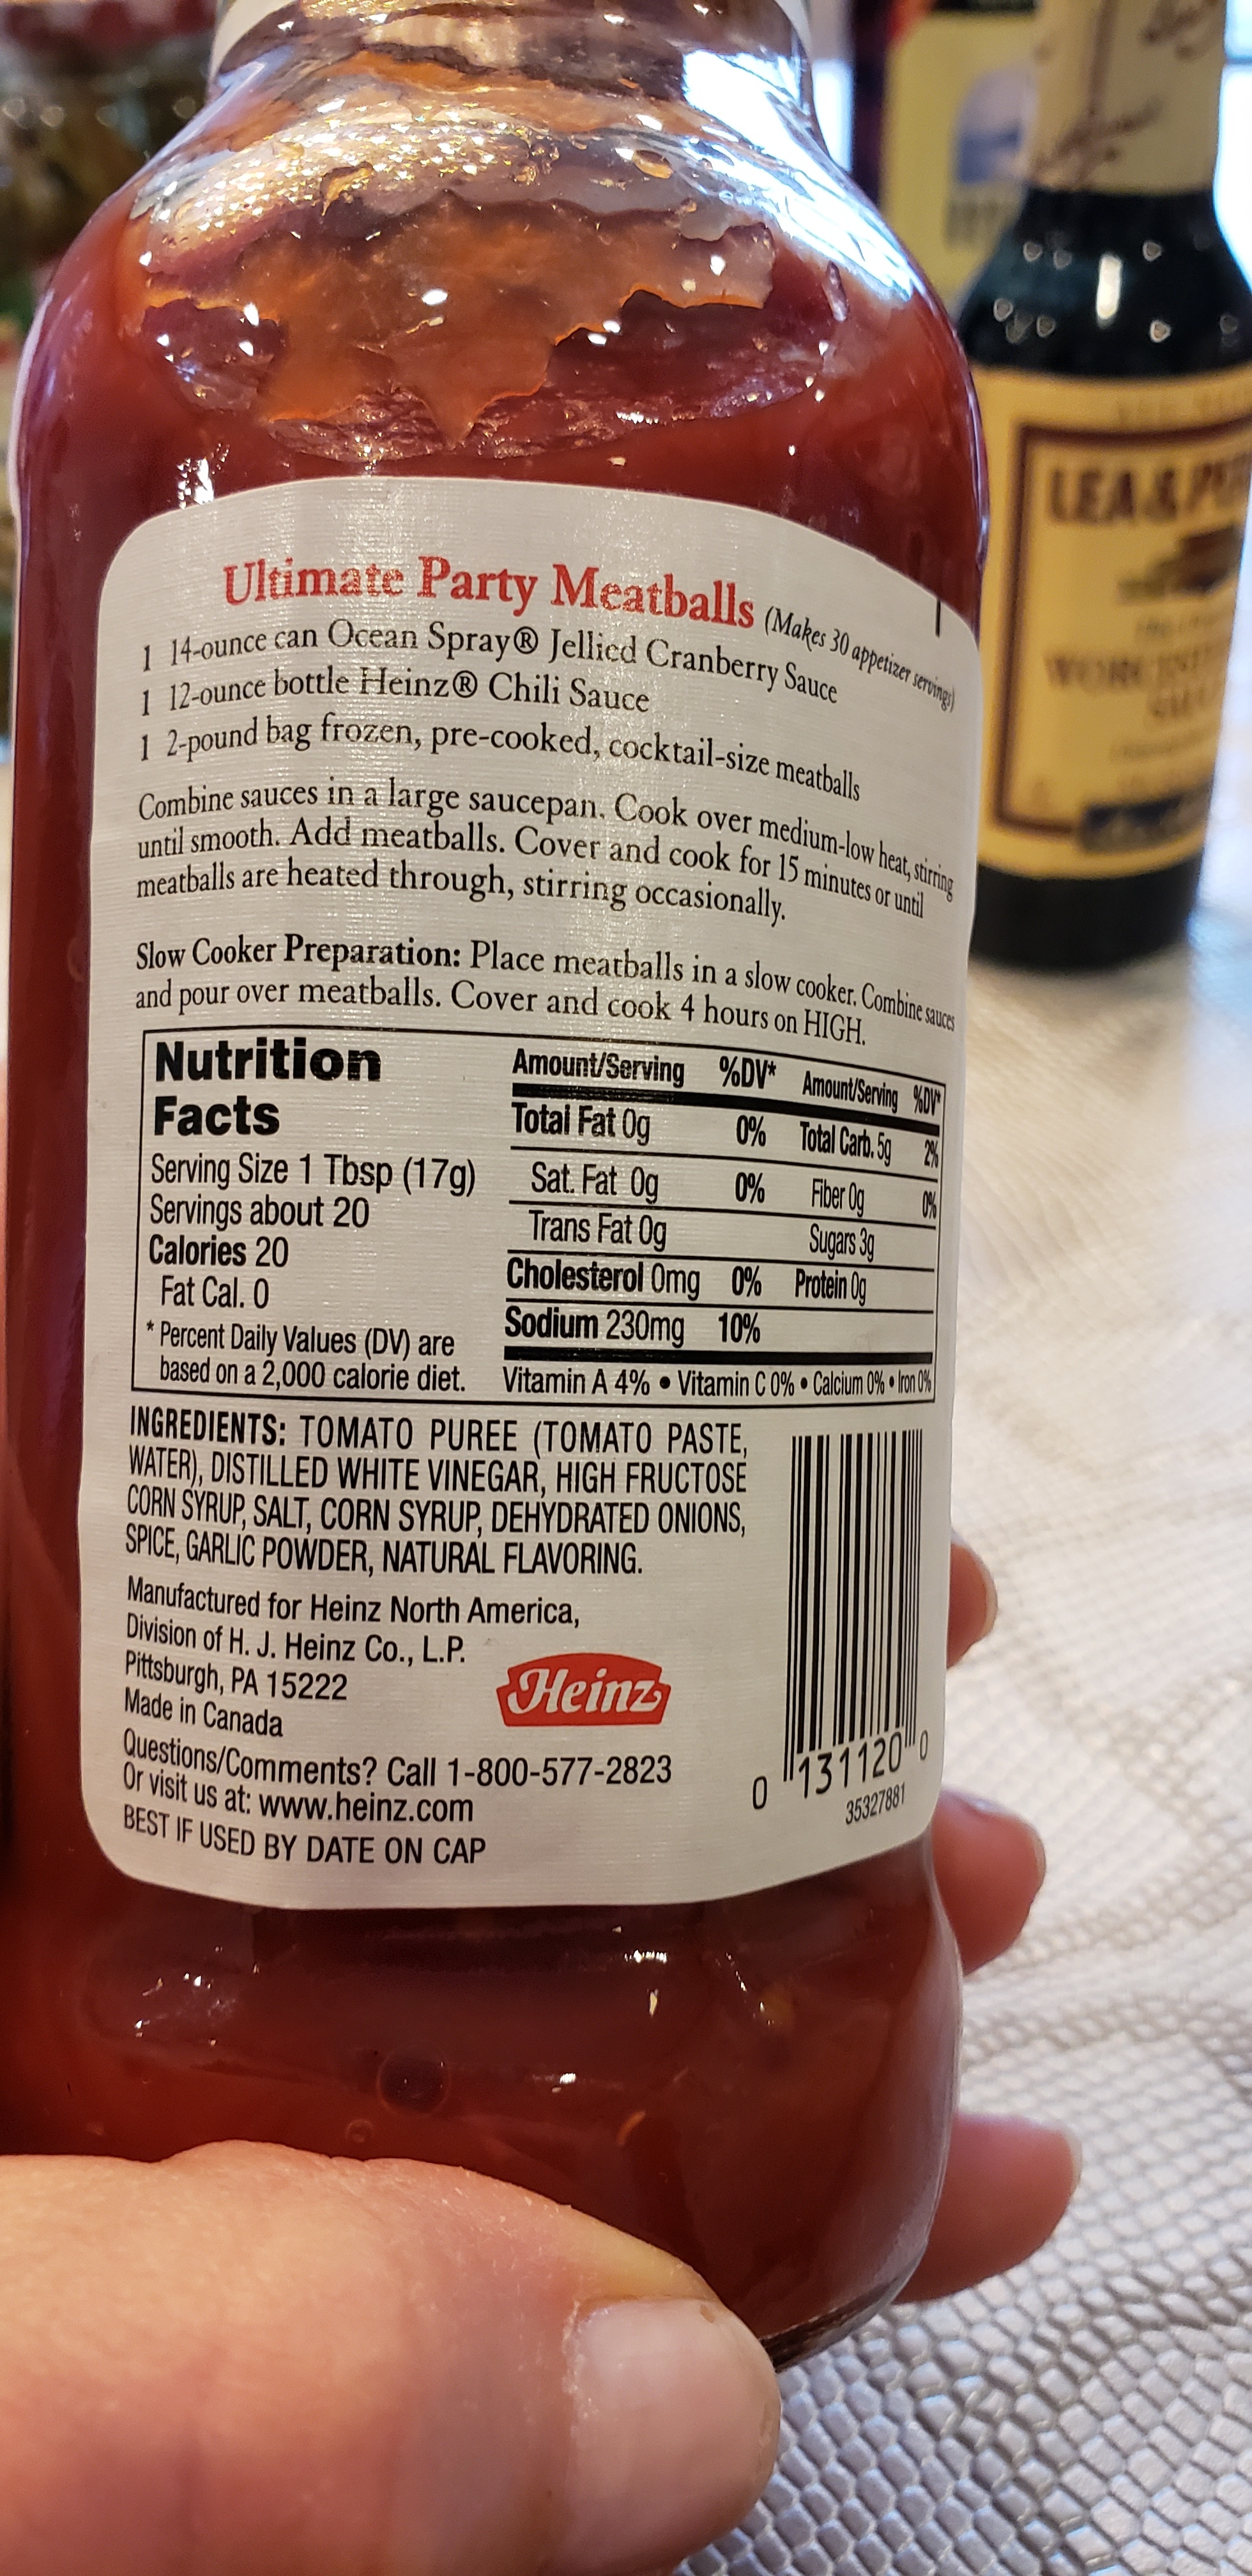 Ultimate Party Meatballs (Makes 30 appetizer servings)
1 14-ounce can Ocean Spray® Jellied Cranberry Sauce
1 12-ounce bottle Heinz® Chili Sauce
1 2-pound bag frozen, pre-cooked, cocktail-size meatballs
Combine sauces in a large saucepan. Cook over medium-low heat, stirring
until smooth. Add meatballs. Cover and cook for 15 minutes or until
meatballs are heated through, stirring occasionally.
Slow Cooker Preparation: Place meatballs in a slow cooker. Combine sauces
and pour over meatballs. Cover and cook 4 hours on HIGH.
Nutrition
Facts
Serving Size 1 Tbsp (17g)
Servings about 20
Calories 20
Fat Cal. 0
* Percent Daily Values (DV) are
based on a 2,000 calorie diet.
Amount/Serving %DV* Amount/Serving %DV*
Total Fat 0g 0% Total Carb. 5g 2%
Sat. Fat 0g 0% Fiber 0g 0%
Trans Fat 0g Sugars 3g
Cholesterol 0mg 0% Protein 0g
Sodium 230mg 10%
Vitamin A 4% • Vitamin C 0% • Calcium 0% • Iron 0%
INGREDIENTS: TOMATO PUREE (TOMATO PASTE,
WATER), DISTILLED WHITE VINEGAR, HIGH FRUCTOSE
CORN SYRUP, SALT, CORN SYRUP, DEHYDRATED ONIONS,
SPICE, GARLIC POWDER, NATURAL FLAVORING.
Manufactured for Heinz North America,
Division of H. J. Heinz Co., L.P.
Pittsburgh, PA 15222
Made in Canada
Heinz
Questions/Comments? Call 1-800-577-2823
Or visit us at: www.heinz.com
BEST IF USED BY DATE ON CAP
0 131120 0
35327881
LEA & P